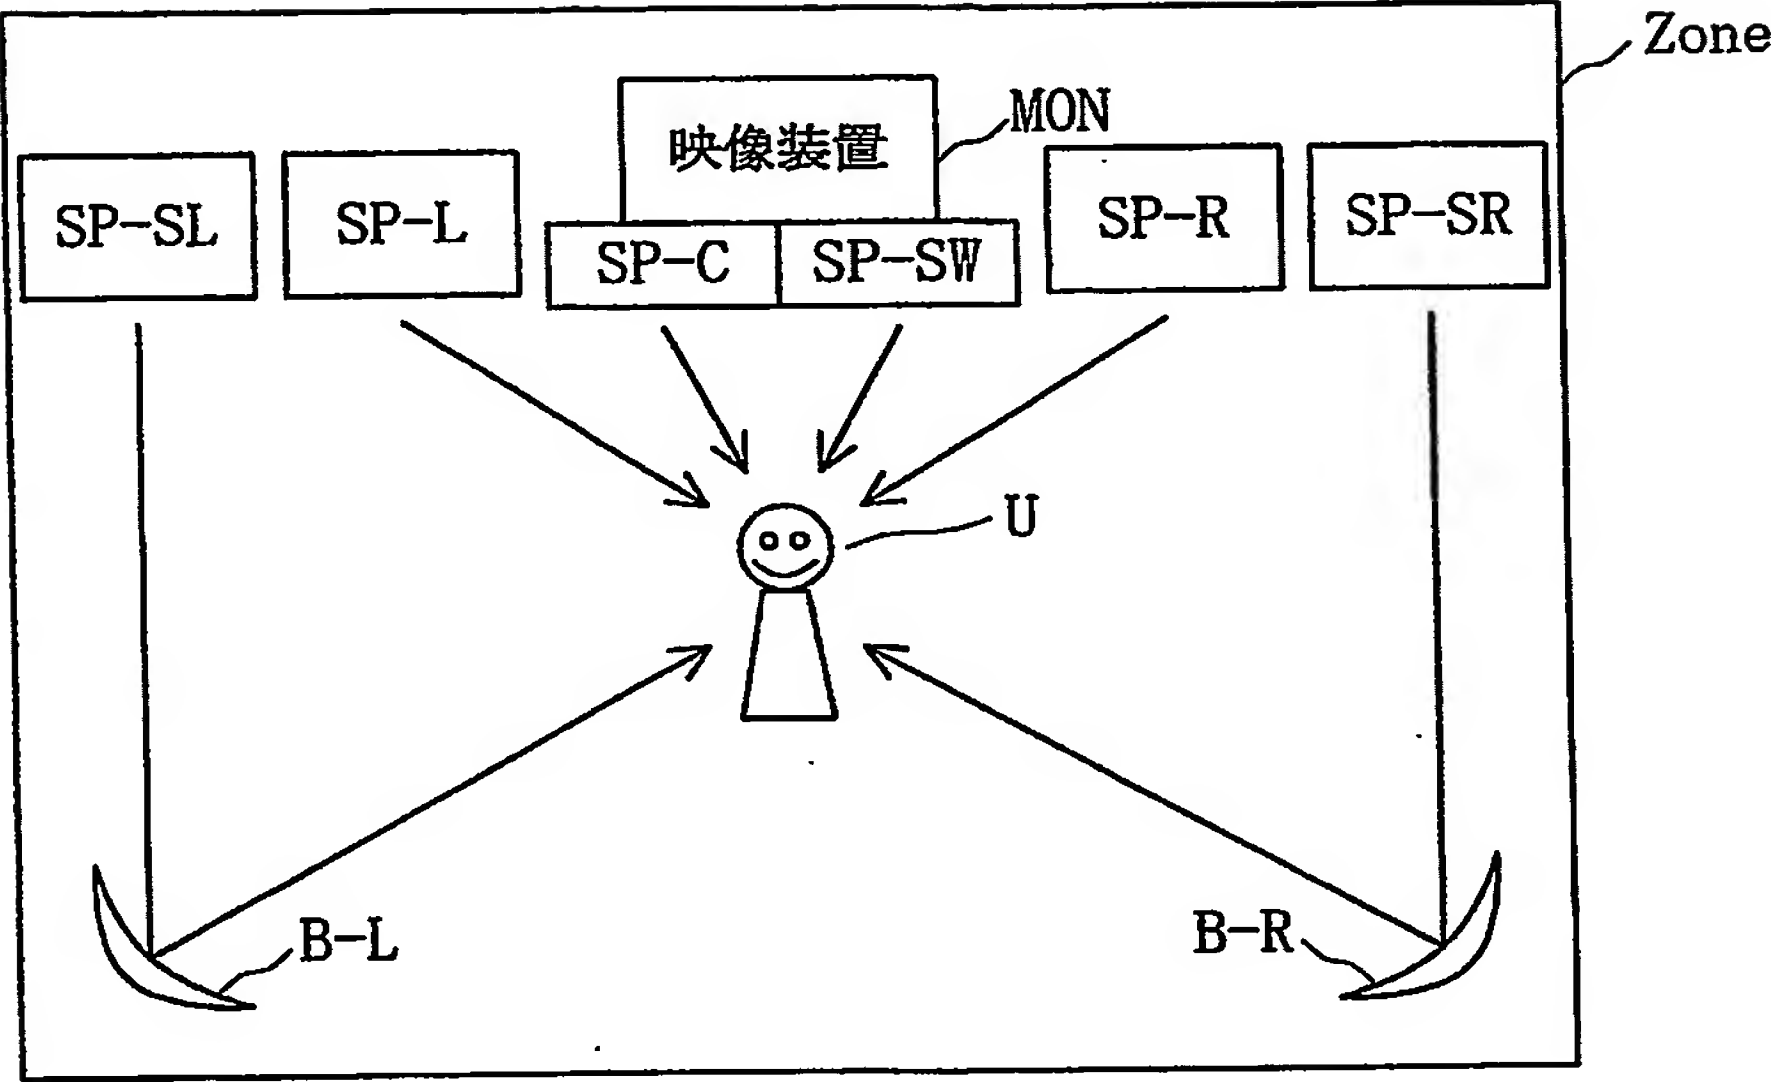 Zone
MON
映像装置
SP-SL
SP-L
SP-C
SP-SW
SP-R
SP-SR
U
B-L
B-R